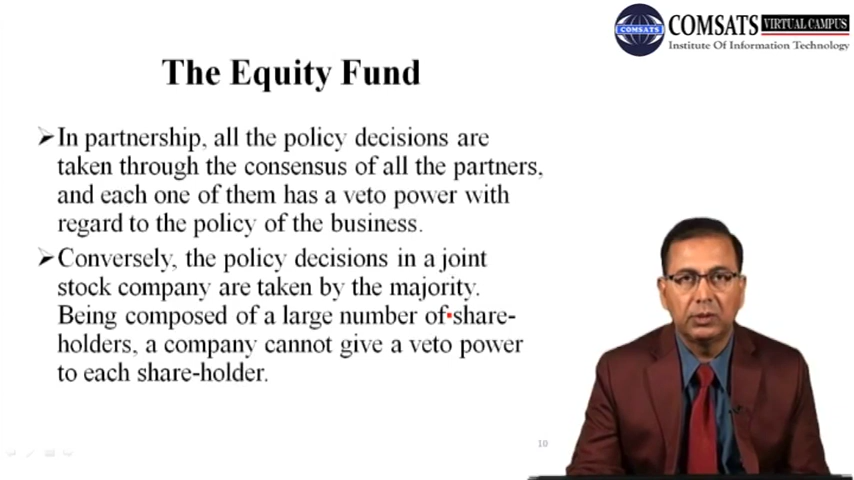 COMSATS
COMSATS VIRTUAL CAMPUS
Institute Of Information Technology
The Equity Fund
➢In partnership, all the policy decisions are
taken through the consensus of all the partners,
and each one of them has a veto power with
regard to the policy of the business.
➢Conversely, the policy decisions in a joint
stock company are taken by the majority.
Being composed of a large number of share-
holders, a company cannot give a veto power
to each share-holder.
10